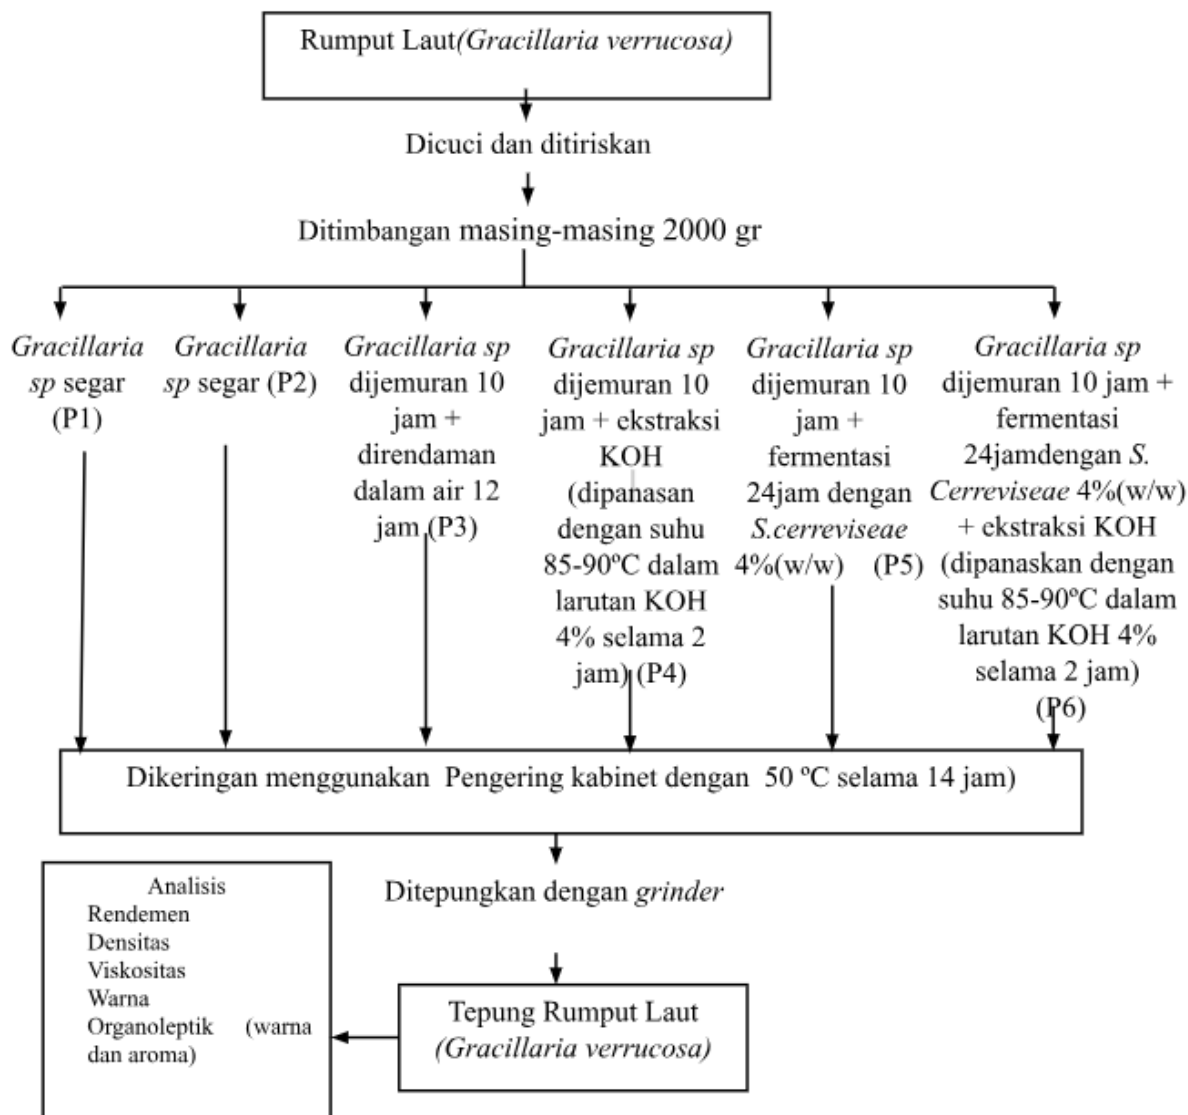 Rumput Laut(Gracillaria verrucosa)
Dicuci dan ditiriskan
Ditimbangan masing-masing 2000 gr
Gracillaria
sp segar
(P1)
Gracillaria
sp segar (P2)
Gracillaria sp
dijemuran 10
jam +
direndaman
dalam air 12
jam (P3)
Gracillaria sp
dijemuran 10
jam + ekstraksi
KOH
(dipanasan
dengan suhu
85-90ºC dalam
larutan KOH
4% selama 2
jam) (P4)
Gracillaria sp
dijemuran 10
jam +
fermentasi
24jam dengan
S.cerreviseae
4%(w/w) (P5)
Gracillaria sp
dijemuran 10 jam +
fermentasi
24jamdengan S.
Cerreviseae 4%(w/w)
+ ekstraksi KOH
(dipanaskan dengan
suhu 85-90ºC dalam
larutan KOH 4%
selama 2 jam)
(P6)
Dikeringan menggunakan Pengering kabinet dengan 50 ºC selama 14 jam)
Ditepungkan dengan grinder
Tepung Rumput Laut
(Gracillaria verrucosa)
Analisis
Rendemen
Densitas
Viskositas
Warna
Organoleptik (warna
dan aroma)